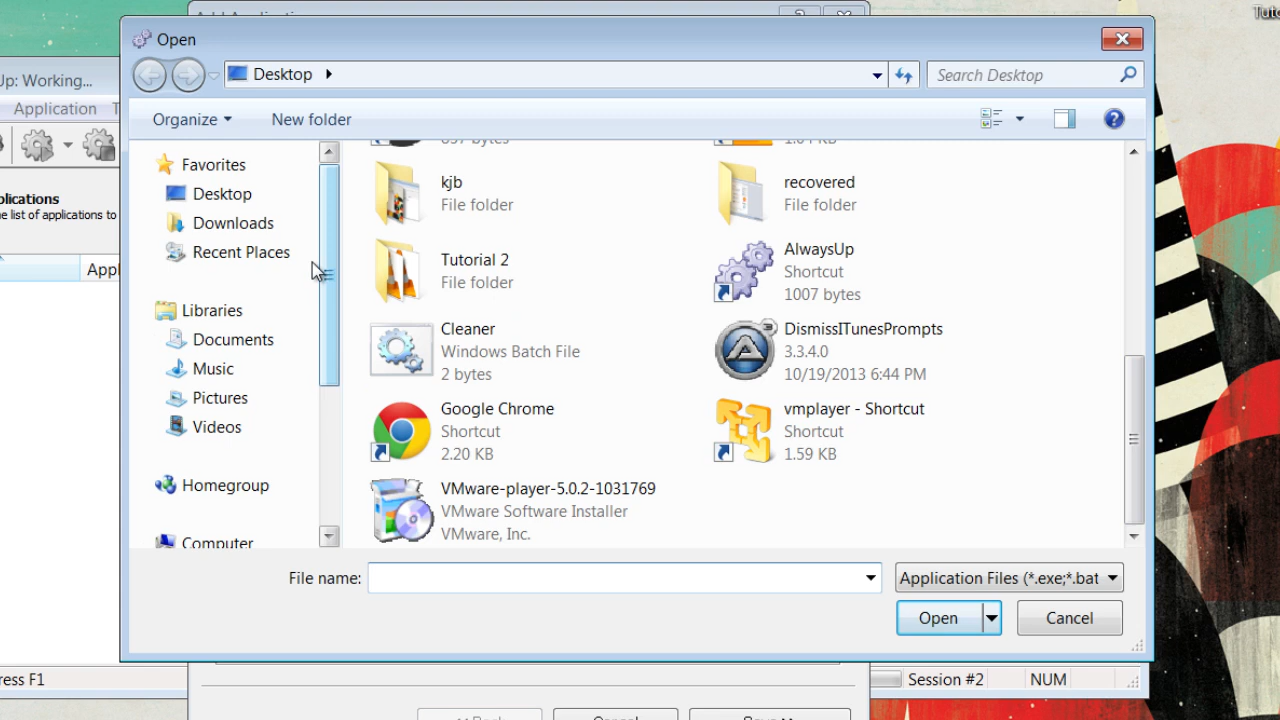 Tuto
Up: Working...
Application
Open
Desktop
Search Desktop
Organize
New folder
plications
e list of applications to
Appl
Favorites
Desktop
Downloads
Recent Places
Libraries
Documents
Music
Pictures
Videos
Homegroup
Computer
kjb
File folder
recovered
File folder
Tutorial 2
File folder
AlwaysUp
Shortcut
1007 bytes
Cleaner
Windows Batch File
2 bytes
DismissITunesPrompts
3.3.4.0
10/19/2013 6:44 PM
Google Chrome
Shortcut
2.20 KB
vmplayer - Shortcut
Shortcut
1.59 KB
VMware-player-5.0.2-1031769
VMware Software Installer
VMware, Inc.
File name:
Application Files (*.exe;*.bat
Open
Cancel
ress F1
Session #2
NUM